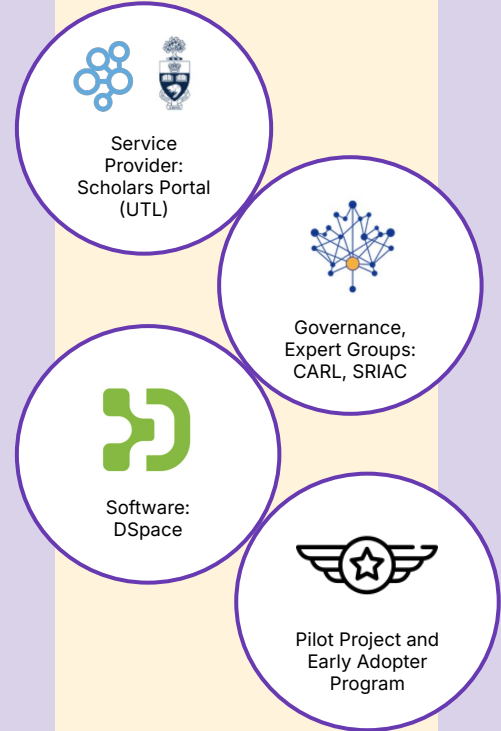 Service
Provider:
Scholars Portal
(UTL)
Governance,
Expert Groups:
CARL, SRIAC
Software:
DSpace
Pilot Project and
Early Adopter
Program